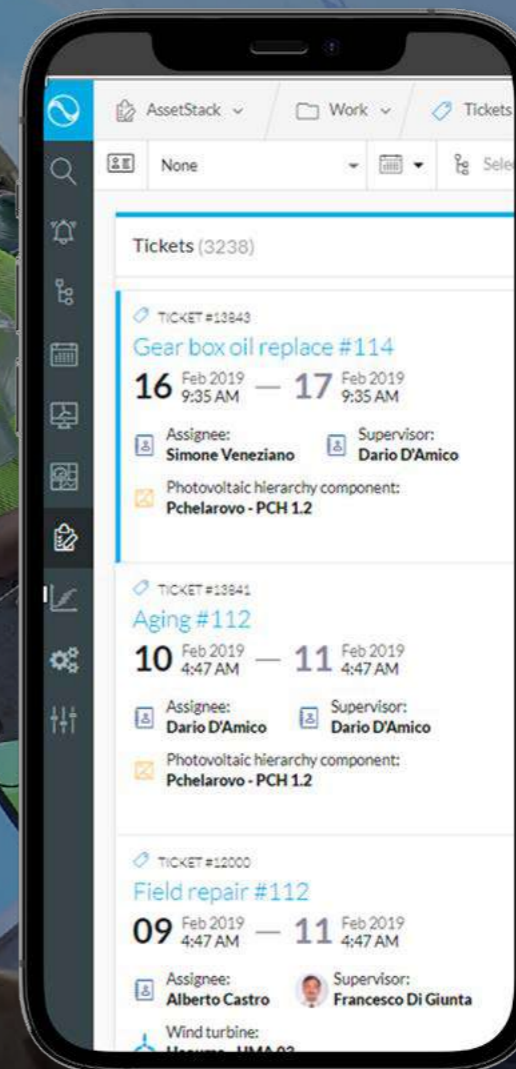 AssetStack
Work
Tickets
None
Tickets (3238)
TICKET #13843
Gear box oil replace #114
16 Feb 2019 9:35 AM — 17 Feb 2019 9:35 AM
Assignee: Simone Veneziano
Supervisor: Dario D'Amico
Photovoltaic hierarchy component:
Pchelarovo - PCH 1.2
TICKET #13841
Aging #112
10 Feb 2019 4:47 AM — 11 Feb 2019 4:47 AM
Assignee: Dario D'Amico
Supervisor: Dario D'Amico
Photovoltaic hierarchy component:
Pchelarovo - PCH 1.2
TICKET #12000
Field repair #112
09 Feb 2019 4:47 AM — 11 Feb 2019 4:47 AM
Assignee: Alberto Castro
Supervisor: Francesco Di Giunta
Wind turbine: